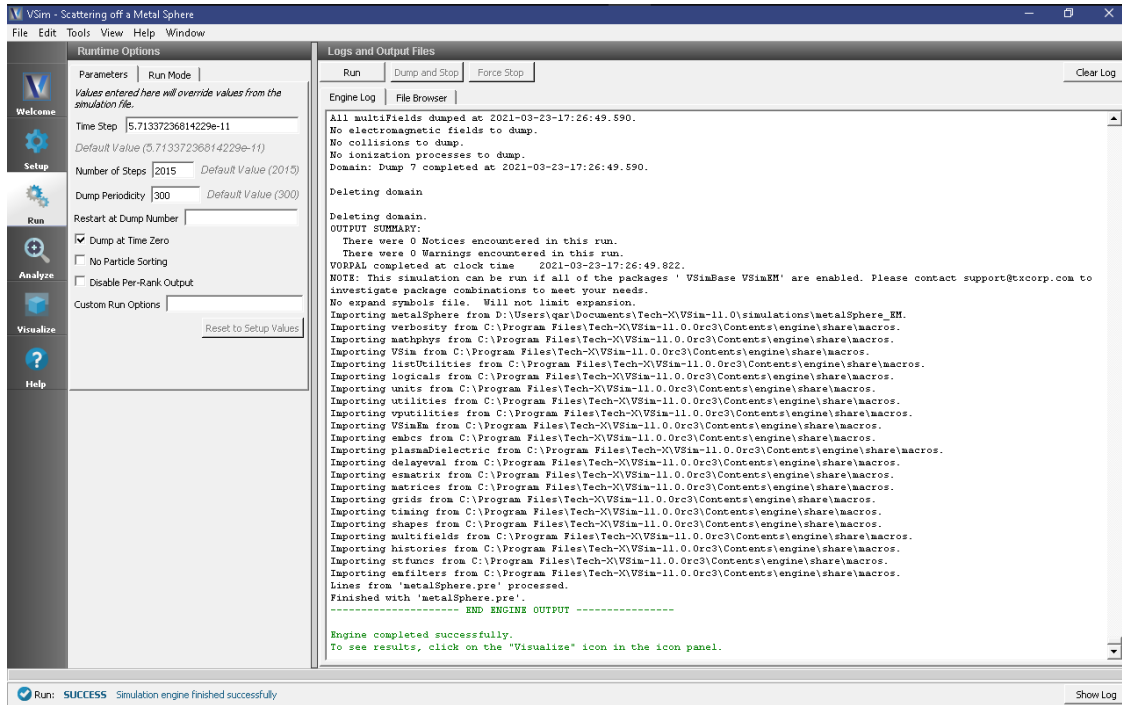 VSim - Scattering off a Metal Sphere
File Edit Tools View Help Window
Welcome
Setup
Run
Analyze
Visualize
Help
Runtime Options
Parameters
Run Mode
Values entered here will override values from the
simulation file.
Time Step 5.71337236814229e-11
Default Value (5.71337236814229e-11)
Number of Steps 2015 Default Value (2015)
Dump Periodicity 300 Default Value (300)
Restart at Dump Number
Dump at Time Zero
No Particle Sorting
Disable Per-Rank Output
Custom Run Options
Reset to Setup Values
Logs and Output Files
Run Dump and Stop Force Stop Clear Log
Engine Log File Browser
All multiFields dumped at 2021-03-23-17:26:49.590.
No electromagnetic fields to dump.
No collisions to dump.
No ionization processes to dump.
Domain: Dump 7 completed at 2021-03-23-17:26:49.590.
Deleting domain
Deleting domain.
OUTPUT SUMMARY:
There were 0 Notices encountered in this run.
There were 0 Warnings encountered in this run.
VORPAL completed at clock time 2021-03-23-17:26:49.822.
NOTE: This simulation can be run if all of the packages ' VSimBase VSimEM' are enabled. Please contact support@txcorp.com to
investigate package combinations to meet your needs.
No expand symbols file. Will not limit expansion.
Importing metalSphere from D:\Users\qar\Documents\Tech-X\VSim-11.0\simulations\metalSphere_EM.
Importing verbosity from C:\Program Files\Tech-X\VSim-11.0.0rc3\Contents\engine\share\macros.
Importing mathphys from C:\Program Files\Tech-X\VSim-11.0.0rc3\Contents\engine\share\macros.
Importing VSim from C:\Program Files\Tech-X\VSim-11.0.0rc3\Contents\engine\share\macros.
Importing listUtilities from C:\Program Files\Tech-X\VSim-11.0.0rc3\Contents\engine\share\macros.
Importing logicals from C:\Program Files\Tech-X\VSim-11.0.0rc3\Contents\engine\share\macros.
Importing units from C:\Program Files\Tech-X\VSim-11.0.0rc3\Contents\engine\share\macros.
Importing utilities from C:\Program Files\Tech-X\VSim-11.0.0rc3\Contents\engine\share\macros.
Importing vputilities from C:\Program Files\Tech-X\VSim-11.0.0rc3\Contents\engine\share\macros.
Importing VSimEm from C:\Program Files\Tech-X\VSim-11.0.0rc3\Contents\engine\share\macros.
Importing embcs from C:\Program Files\Tech-X\VSim-11.0.0rc3\Contents\engine\share\macros.
Importing plasmaDielectric from C:\Program Files\Tech-X\VSim-11.0.0rc3\Contents\engine\share\macros.
Importing delayeval from C:\Program Files\Tech-X\VSim-11.0.0rc3\Contents\engine\share\macros.
Importing esmatrix from C:\Program Files\Tech-X\VSim-11.0.0rc3\Contents\engine\share\macros.
Importing matrices from C:\Program Files\Tech-X\VSim-11.0.0rc3\Contents\engine\share\macros.
Importing grids from C:\Program Files\Tech-X\VSim-11.0.0rc3\Contents\engine\share\macros.
Importing timing from C:\Program Files\Tech-X\VSim-11.0.0rc3\Contents\engine\share\macros.
Importing shapes from C:\Program Files\Tech-X\VSim-11.0.0rc3\Contents\engine\share\macros.
Importing multifields from C:\Program Files\Tech-X\VSim-11.0.0rc3\Contents\engine\share\macros.
Importing histories from C:\Program Files\Tech-X\VSim-11.0.0rc3\Contents\engine\share\macros.
Importing stfuncs from C:\Program Files\Tech-X\VSim-11.0.0rc3\Contents\engine\share\macros.
Importing emfilters from C:\Program Files\Tech-X\VSim-11.0.0rc3\Contents\engine\share\macros.
Lines from 'metalSphere.pre' processed.
Finished with 'metalSphere.pre'.
--------------------- END ENGINE OUTPUT ----------------
Engine completed successfully.
To see results, click on the "Visualize" icon in the icon panel.
Run: SUCCESS Simulation engine finished successfully
Show Log